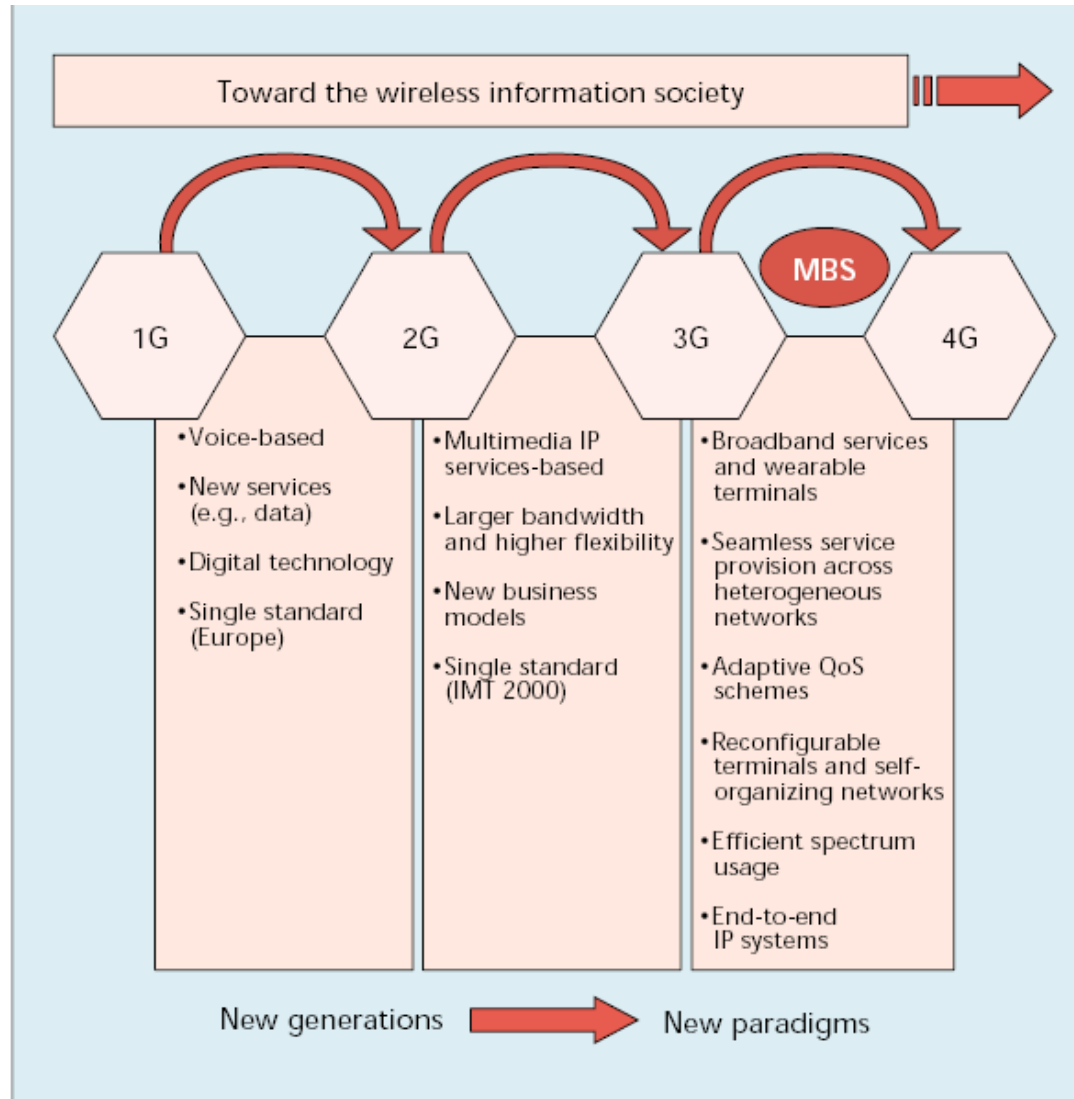 Toward the wireless information society
MBS
1G
2G
3G
4G
•Voice-based
•New services
(e.g., data)
•Digital technology
•Single standard
(Europe)
•Multimedia IP
services-based
•Larger bandwidth
and higher flexibility
•New business
models
•Single standard
(IMT 2000)
•Broadband services
and wearable
terminals
•Seamless service
provision across
heterogeneous
networks
•Adaptive QoS
schemes
•Reconfigurable
terminals and self-
organizing networks
•Efficient spectrum
usage
•End-to-end
IP systems
New generations
New paradigms